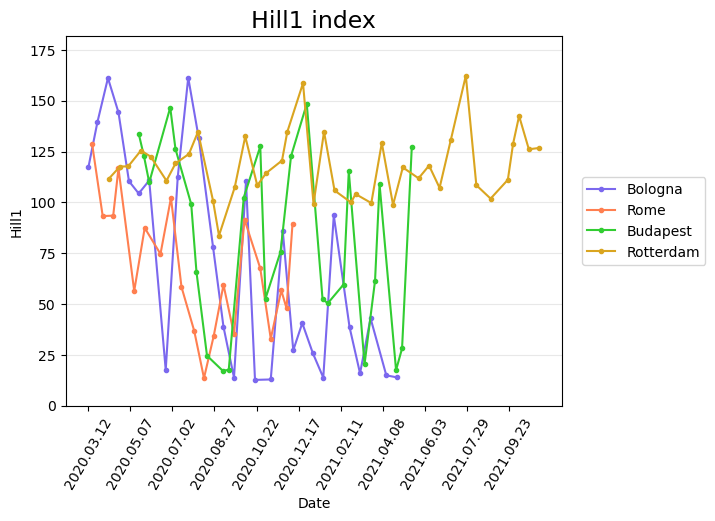 Hill1 index
175
150
125
100
75
50
25
0
Hill1
2020.03.12
2020.05.07
2020.07.02
2020.08.27
2020.10.22
2020.12.17
2021.02.11
2021.04.08
2021.06.03
2021.07.29
2021.09.23
Date
Bologna
Rome
Budapest
Rotterdam